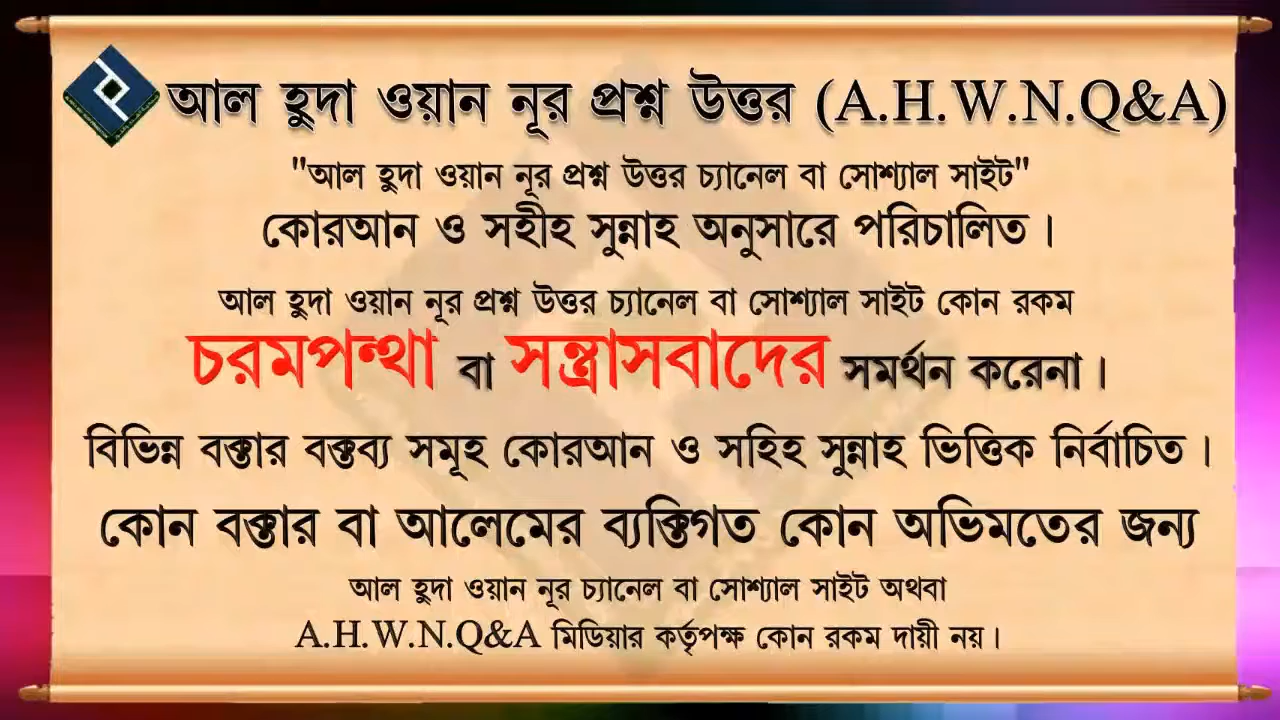 আল হুদা ওয়ান নূর প্রশ্ন উত্তর (A.H.W.N.Q&A)
"আল হুদা ওয়ান নূর প্রশ্ন উত্তর চ্যানেল বা সোশ্যাল সাইট"
কোরআন ও সহীহ সুন্নাহ অনুসারে পরিচালিত ।
আল হুদা ওয়ান নূর প্রশ্ন উত্তর চ্যানেল বা সোশ্যাল সাইট কোন রকম
চরমপন্থা বা সন্ত্রাসবাদের সমর্থন করেনা ।
বিভিন্ন বক্তার বক্তব্য সমূহ কোরআন ও সহিহ সুন্নাহ ভিত্তিক নির্বাচিত ।
কোন বক্তার বা আলেমের ব্যক্তিগত কোন অভিমতের জন্য
আল হুদা ওয়ান নূর চ্যানেল বা সোশ্যাল সাইট অথবা
A.H.W.N.Q&A মিডিয়ার কর্তৃপক্ষ কোন রকম দায়ী নয় ।